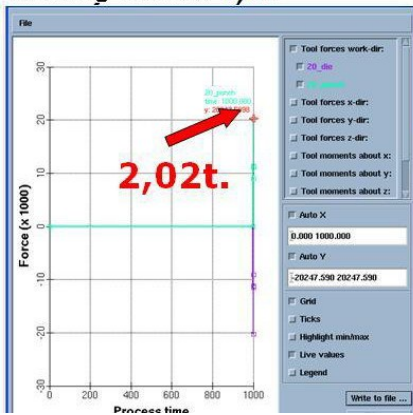 File
20_punch
time: 1000.000
y: 20247.590
2,02t.
Force (x 1000)
30
20
10
0
-10
-20
-30
0 200 400 600 800 1000
Process time
Tool forces work-dir:
20_die
20_punch
Tool forces x-dir:
Tool forces y-dir:
Tool forces z-dir:
Tool moments about x:
Tool moments about y:
Tool moments about z:
Auto X
0.000 1000.000
Auto Y
-20247.590 20247.590
Grid
Ticks
Highlight min/max
Live values
Legend
Write to file ...